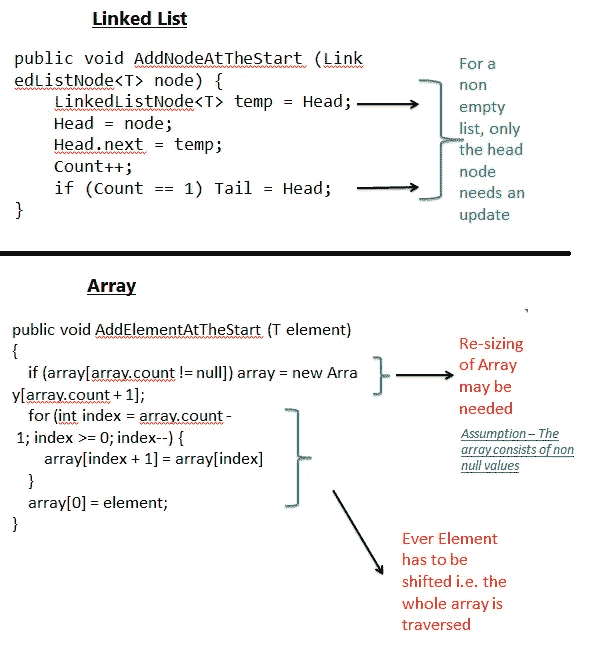 Linked List
public void AddNodeAtTheStart (Link
edListNode<T> node) {
LinkedListNode<T> temp = Head;
Head = node;
Head.next = temp;
Count++;
if (Count == 1) Tail = Head;
}
For a
non
empty
list, only
the head
node
needs an
update
Array
public void AddElementAtTheStart (T element)
{
if (array[array.count != null]) array = new Arra
y[array.count + 1];
for (int index = array.count -
1; index >= 0; index--) {
array[index + 1] = array[index]
}
array[0] = element;
}
Re-sizing
of Array
may be
needed
Assumption – The
array consists of non
null values
Ever Element
has to be
shifted i.e. the
whole array is
traversed